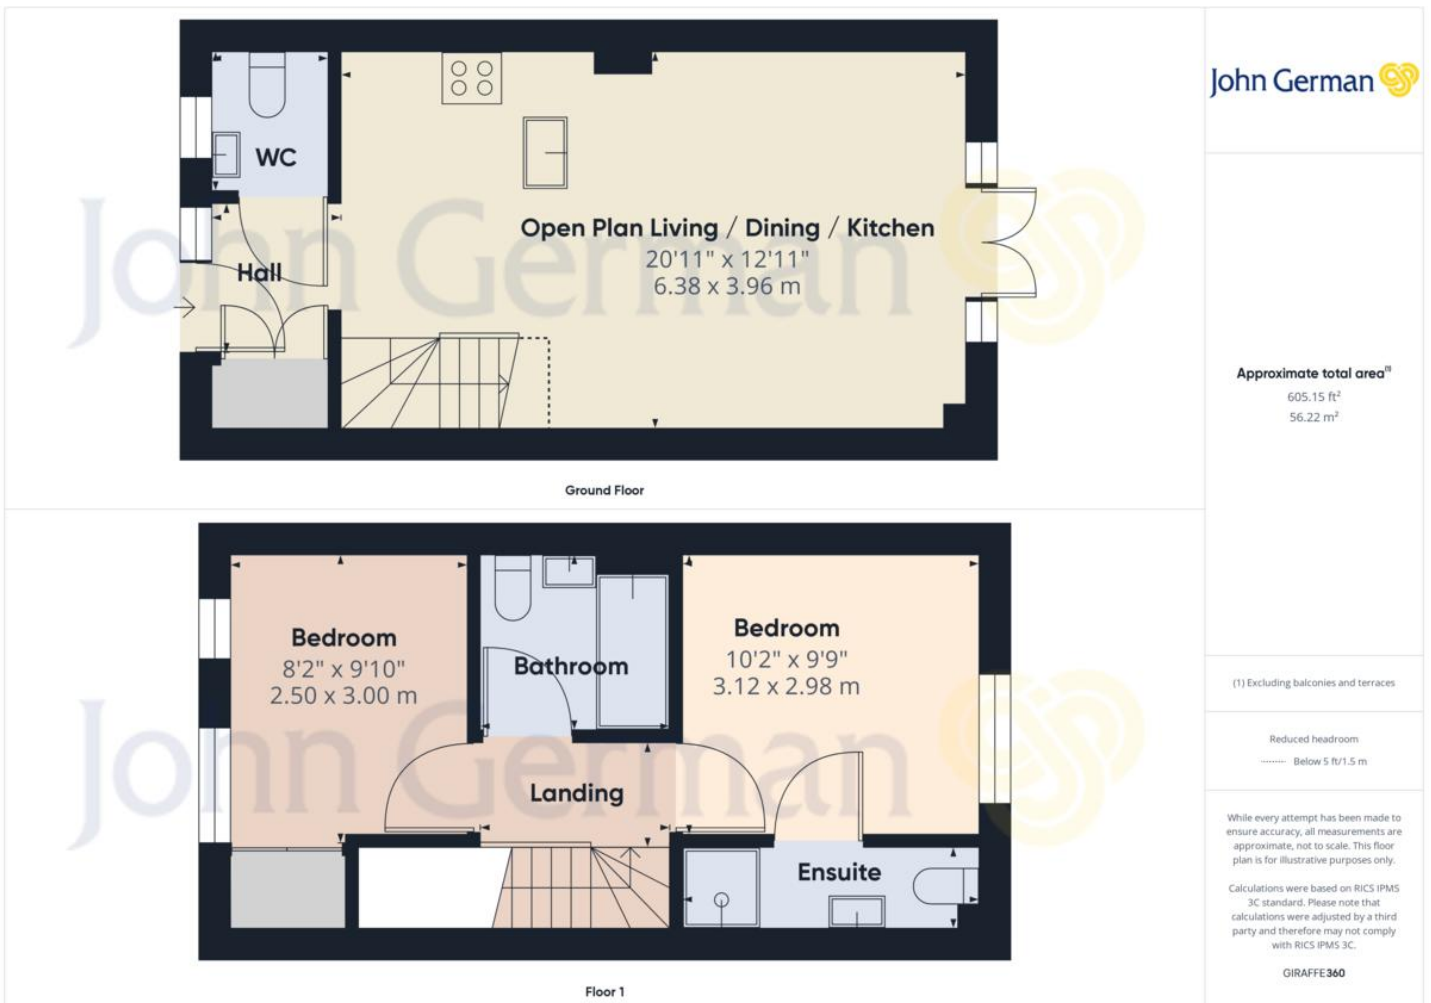 John German
WC
Hall
Open Plan Living / Dining / Kitchen
20'11" x 12'11"
6.38 x 3.96 m
John German
Ground Floor
Approximate total area(1)
605.15 ft²
56.22 m²
Bedroom
8'2" x 9'10"
2.50 x 3.00 m
Bathroom
Bedroom
10'2" x 9'9"
3.12 x 2.98 m
Landing
Ensuite
John German
Floor 1
(1) Excluding balconies and terraces
Reduced headroom
Below 5 ft/1.5 m
While every attempt has been made to
ensure accuracy, all measurements are
approximate, not to scale. This floor
plan is for illustrative purposes only.
Calculations were based on RICS IPMS
3C standard. Please note that
calculations were adjusted by a third
party and therefore may not comply
with RICS IPMS 3C.
GIRAFFE360